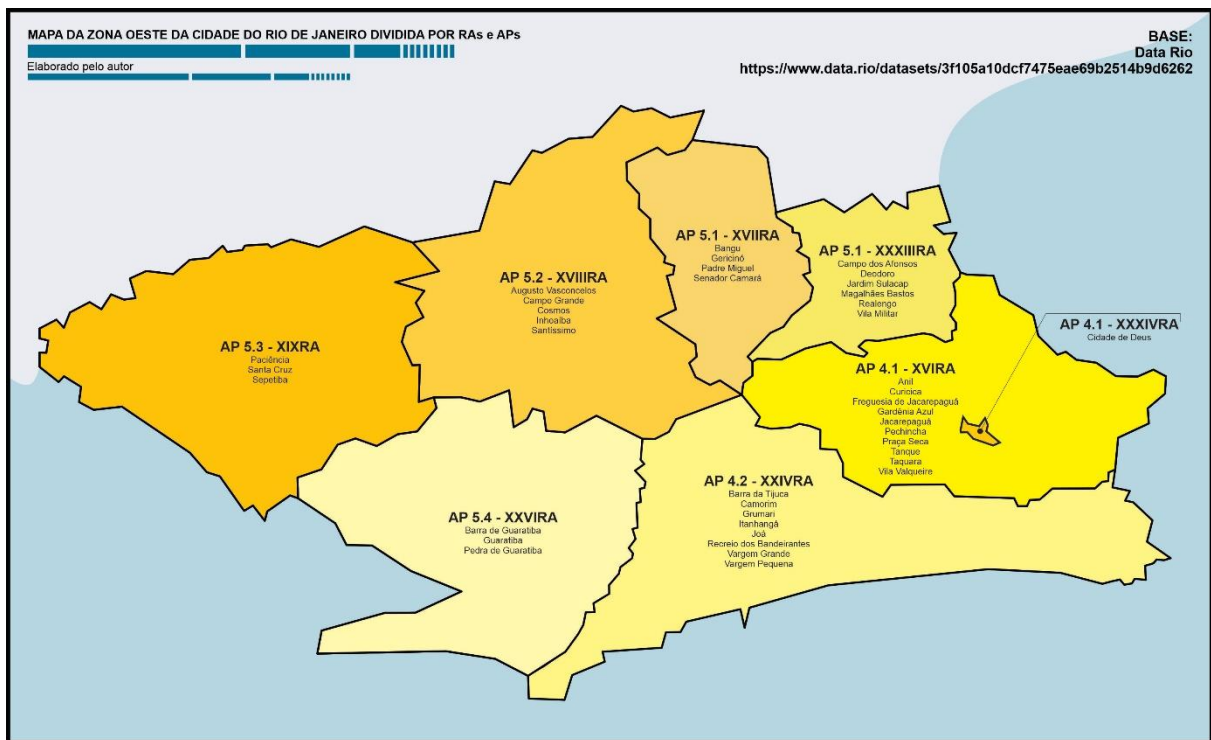 MAPA DA ZONA OESTE DA CIDADE DO RIO DE JANEIRO DIVIDIDA POR RAs e APs
Elaborado pelo autor
BASE:
Data Rio
https://www.data.rio/datasets/3f105a10dcf7475eae69b2514b9d6262
AP 5.3 - XIXRA
Paciência
Santa Cruz
Sepetiba
AP 5.2 - XVIIIRA
Augusto Vasconcelos
Campo Grande
Cosmos
Inhoaíba
Santíssimo
AP 5.1 - XVIIRA
Bangu
Gericinó
Padre Miguel
Senador Camará
AP 5.1 - XXXIIIRA
Campo dos Afonsos
Deodoro
Jardim Sulacap
Magalhães Bastos
Realengo
Vila Militar
AP 4.1 - XXXIVRA
Cidade de Deus
AP 4.1 - XVIRA
Anil
Curicica
Freguesia de Jacarepaguá
Gardênia Azul
Jacarepaguá
Pechincha
Praça Seca
Tanque
Taquara
Vila Valqueire
AP 5.4 - XXVIRA
Barra de Guaratiba
Guaratiba
Pedra de Guaratiba
AP 4.2 - XXIVRA
Barra da Tijuca
Camorim
Grumari
Itanhangá
Joá
Recreio dos Bandeirantes
Vargem Grande
Vargem Pequena